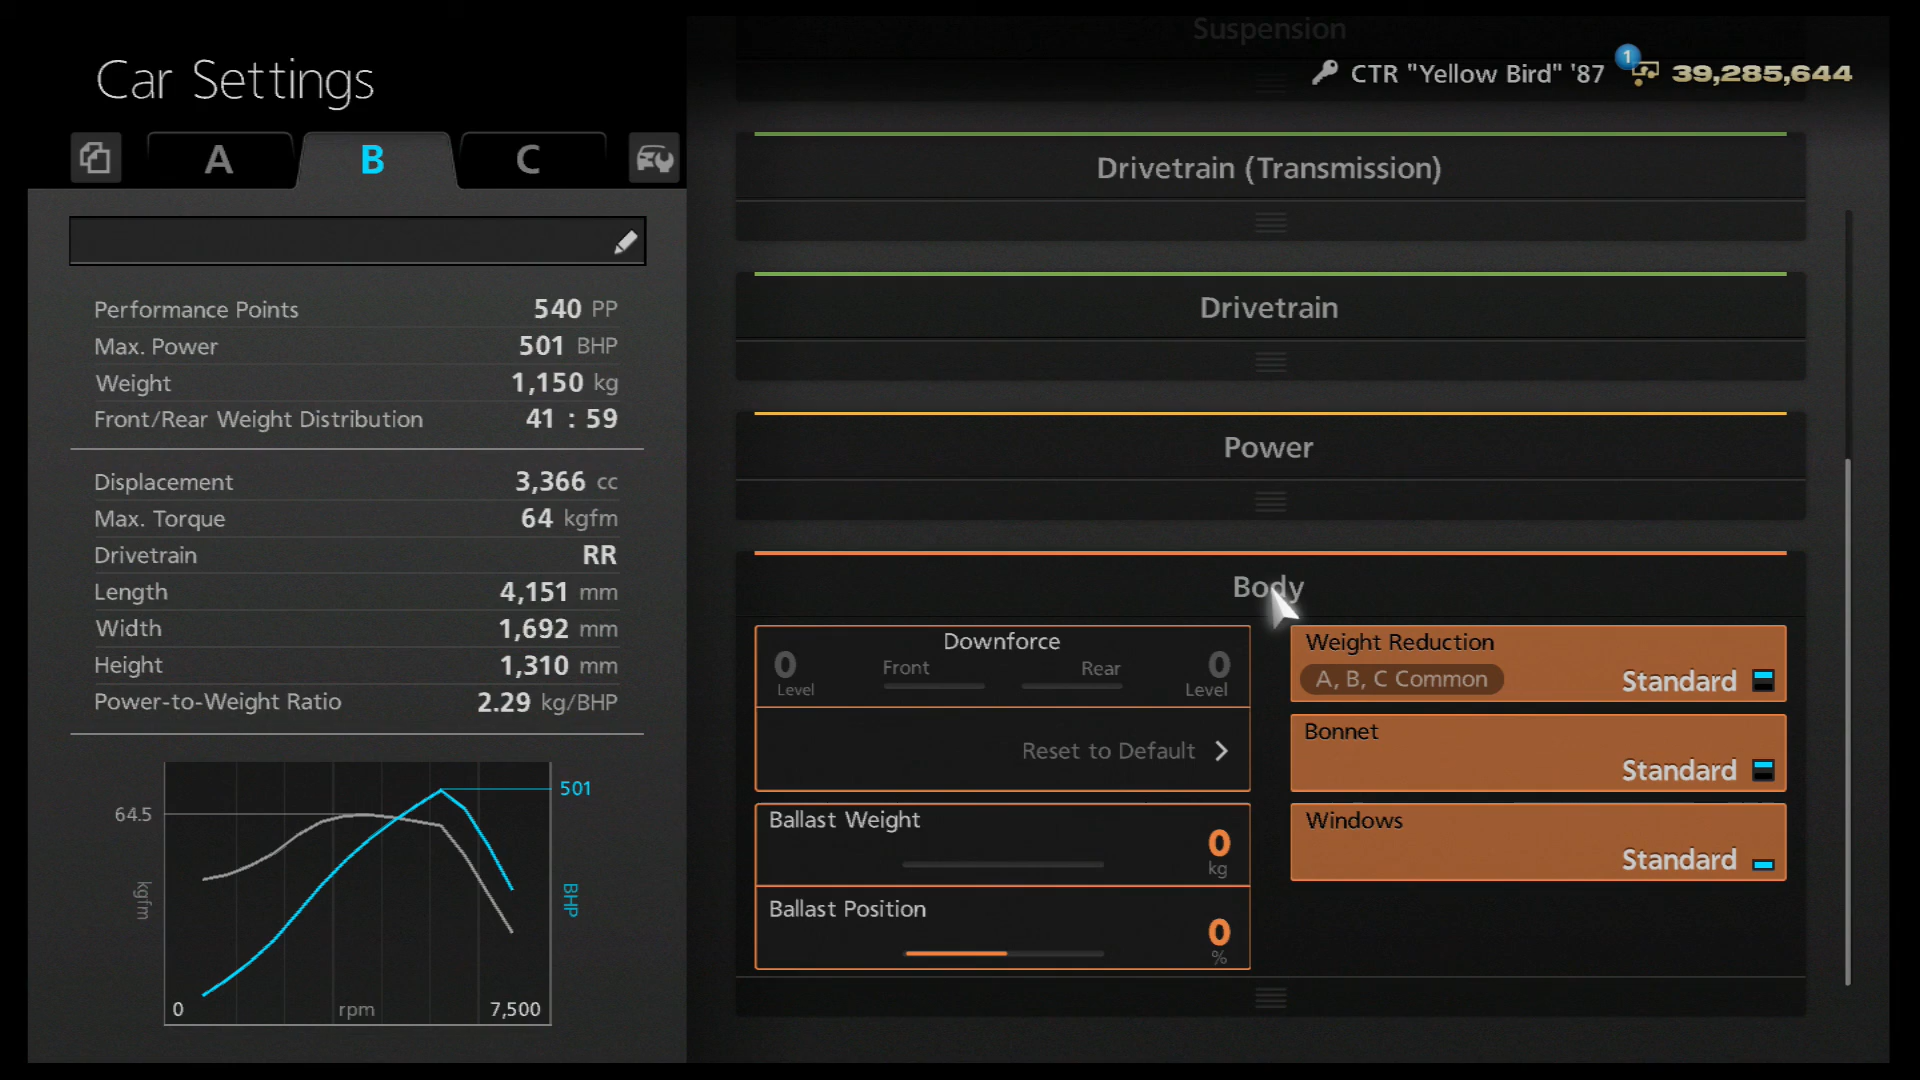 Car Settings
Suspension
CTR "Yellow Bird" '87
1
39,285,644
A
B
C
Performance Points 540 PP
Max. Power 501 BHP
Weight 1,150 kg
Front/Rear Weight Distribution 41 : 59
Displacement 3,366 cc
Max. Torque 64 kgfm
Drivetrain RR
Length 4,151 mm
Width 1,692 mm
Height 1,310 mm
Power-to-Weight Ratio 2.29 kg/BHP
64.5
501
kgfm
BHP
0 rpm 7,500
Drivetrain (Transmission)
Drivetrain
Power
Body
Downforce
0 Front Rear 0
Level Level
Reset to Default
Ballast Weight
0
kg
Ballast Position
0
%
Weight Reduction
A, B, C Common Standard
Bonnet
Standard
Windows
Standard